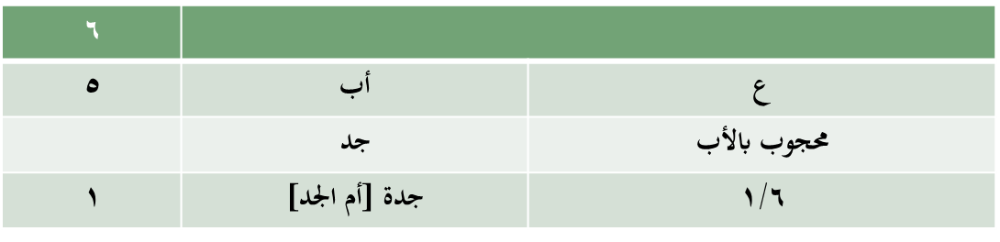 ٦
ع أب ٥
محجوب بالأب جد
١/٦ جدة [أم الجد] ١